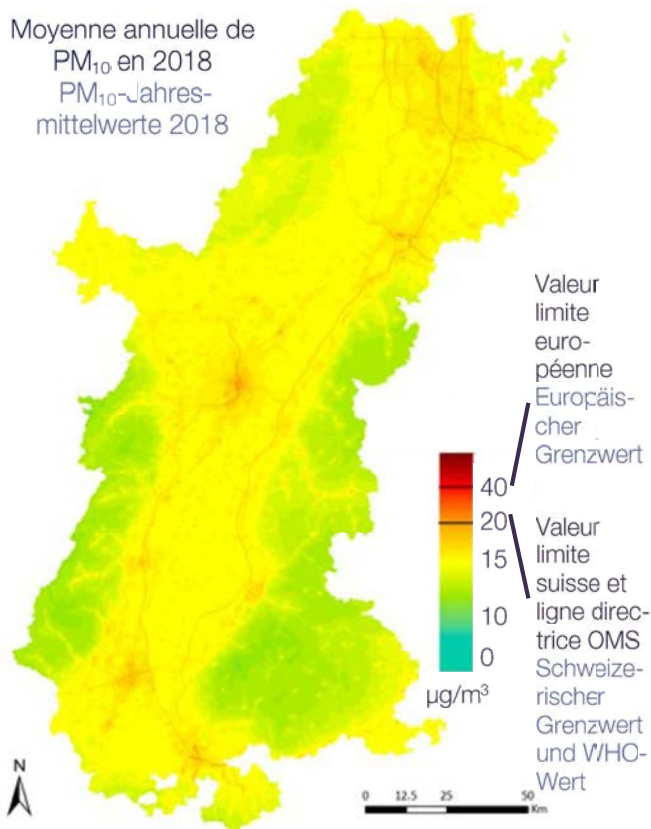 Moyenne annuelle de
PM₁₀ en 2018
PM₁₀-Jahres-
mittelwerte 2018
Valeur
limite
euro-
péenne
Europäis-
cher
Grenzwert
40
20
15
10
0
µg/m³
Valeur
limite
suisse et
ligne direc-
trice OMS
Schweize-
rischer
Grenzwert
und WHO-
Wert
N
0 12.5 25 50
Km